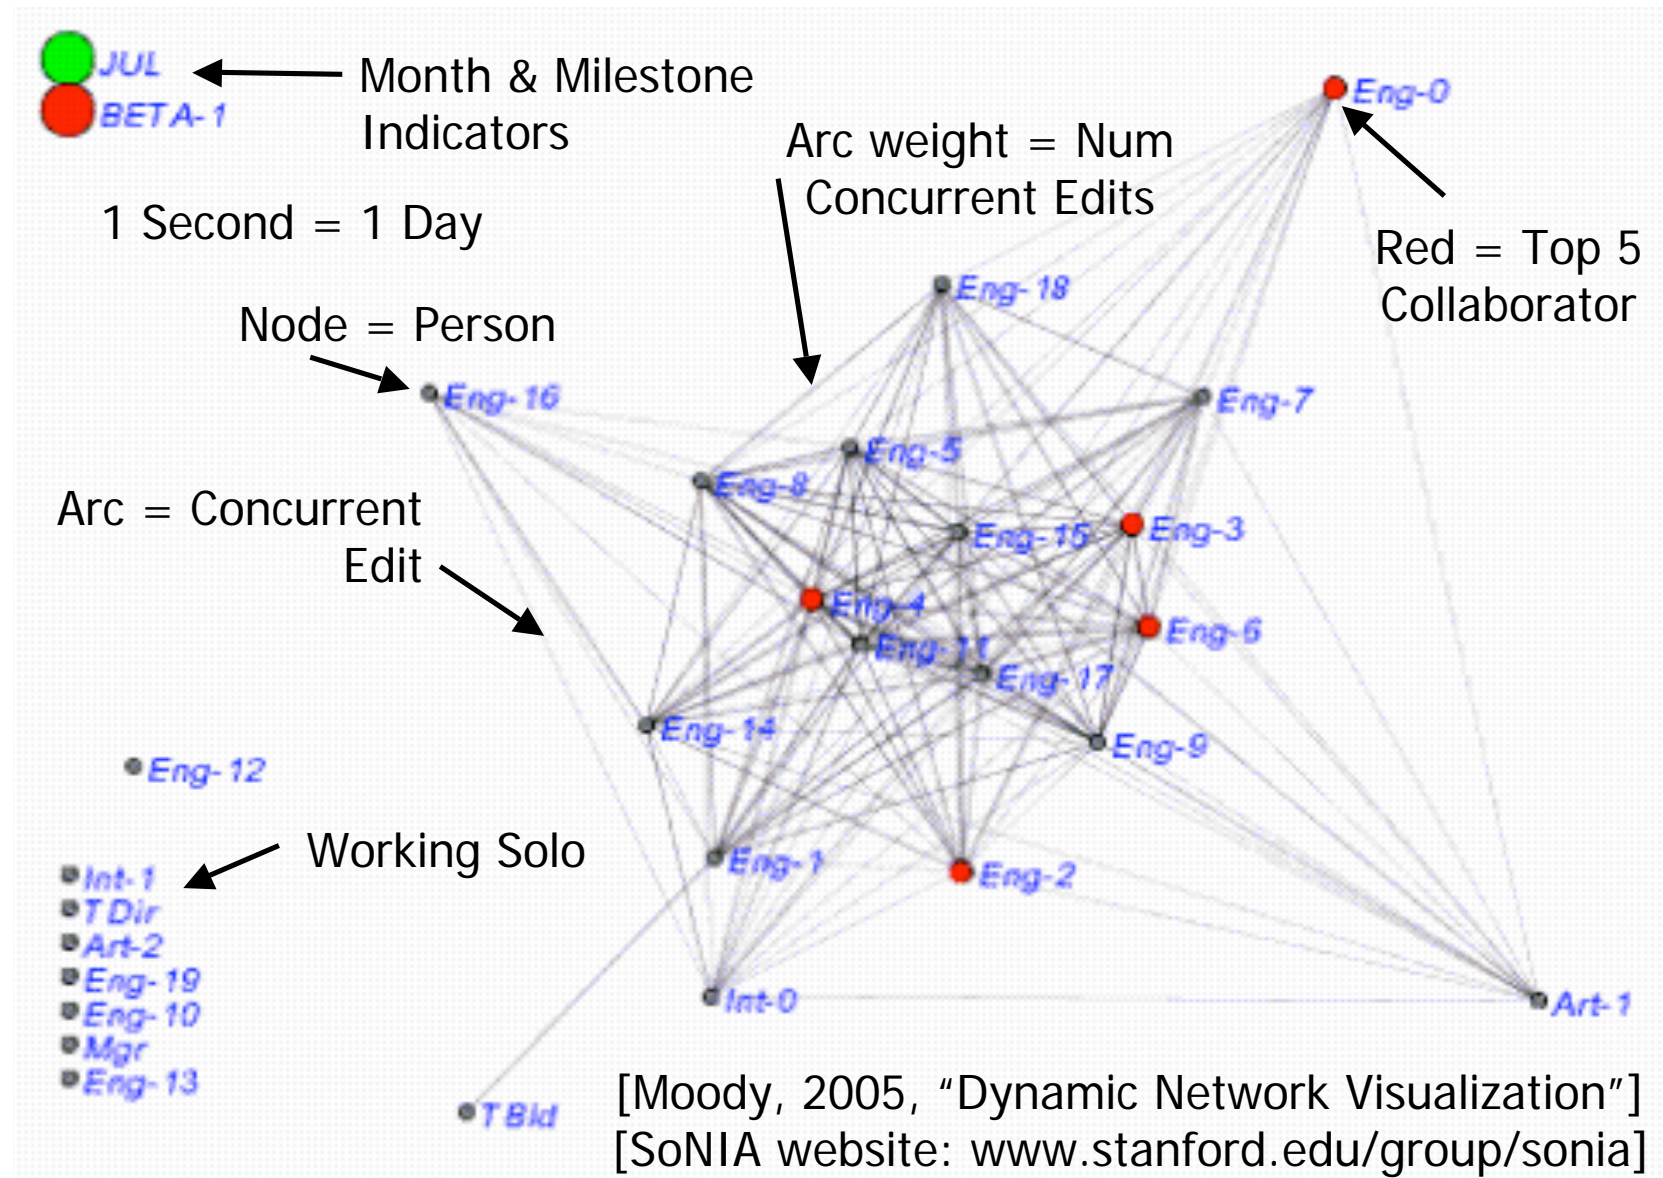 JUL
BETA-1
Month & Milestone
Indicators
Eng-0
Arc weight = Num
Concurrent Edits
1 Second = 1 Day
Red = Top 5
Collaborator
Eng-18
Node = Person
Eng-16
Eng-7
Eng-5
Eng-8
Arc = Concurrent
Edit
Eng-15
Eng-3
Eng-4
Eng-6
Eng-11
Eng-17
Eng-14
Eng-9
Eng-12
Working Solo
Eng-1
Eng-2
Int-1
TDir
Art-2
Eng-19
Eng-10
Mgr
Eng-13
Int-0
Art-1
TBld
[Moody, 2005, “Dynamic Network Visualization”]
[SoNIA website: www.stanford.edu/group/sonia]